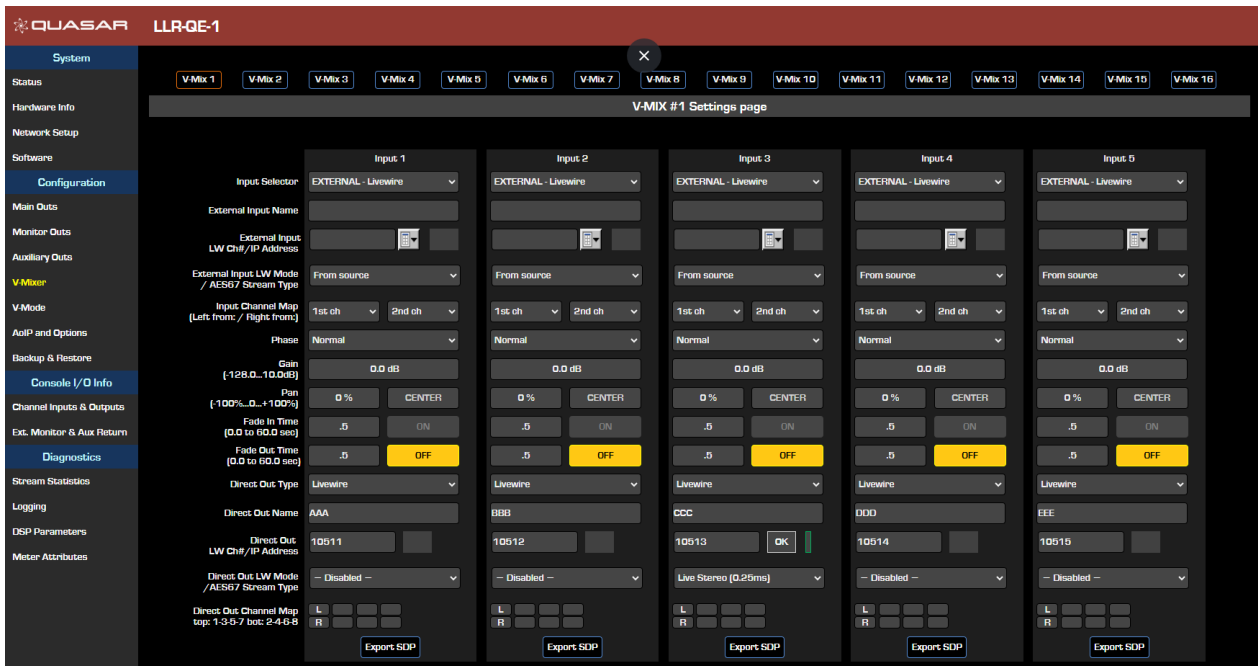 QUASAR LLR-QE-1
System
Status
Hardware Info
Network Setup
Software
Configuration
Main Outs
Monitor Outs
Auxiliary Outs
V-Mixer
V-Mode
AoIP and Options
Backup & Restore
Console I/O Info
Channel Inputs & Outputs
Ext. Monitor & Aux Return
Diagnostics
Stream Statistics
Logging
DSP Parameters
Meter Attributes
V-Mix 1 V-Mix 2 V-Mix 3 V-Mix 4 V-Mix 5 V-Mix 6 V-Mix 7 V-Mix 8 V-Mix 9 V-Mix 10 V-Mix 11 V-Mix 12 V-Mix 13 V-Mix 14 V-Mix 15 V-Mix 16
V-MIX #1 Settings page
Input 1 Input 2 Input 3 Input 4 Input 5
Input Selector EXTERNAL - Livewire EXTERNAL - Livewire EXTERNAL - Livewire EXTERNAL - Livewire EXTERNAL - Livewire
External Input Name
External Input
LW Ch#/IP Address
External Input LW Mode
/ AES67 Stream Type From source From source From source From source From source
Input Channel Map
(Left from: / Right from:) 1st ch 2nd ch 1st ch 2nd ch 1st ch 2nd ch 1st ch 2nd ch 1st ch 2nd ch
Phase Normal Normal Normal Normal Normal
Gain
(-128.0...10.0dB) 0.0 dB 0.0 dB 0.0 dB 0.0 dB 0.0 dB
Pan
(-100%...0...+100%) 0 % CENTER 0 % CENTER 0 % CENTER 0 % CENTER 0 % CENTER
Fade In Time
(0.0 to 60.0 sec) .5 ON .5 ON .5 ON .5 ON .5 ON
Fade Out Time
(0.0 to 60.0 sec) .5 OFF .5 OFF .5 OFF .5 OFF .5 OFF
Direct Out Type Livewire Livewire Livewire Livewire Livewire
Direct Out Name AAA BBB CCC DDD EEE
Direct Out
LW Ch#/IP Address 10511 10512 10513 OK 10514 10515
Direct Out LW Mode
/AES67 Stream Type – Disabled – – Disabled – Live Stereo (0.25ms) – Disabled – – Disabled –
Direct Out Channel Map L L L L L
top: 1-3-5-7 bot: 2-4-6-8 R R R R R
Export SDP Export SDP Export SDP Export SDP Export SDP